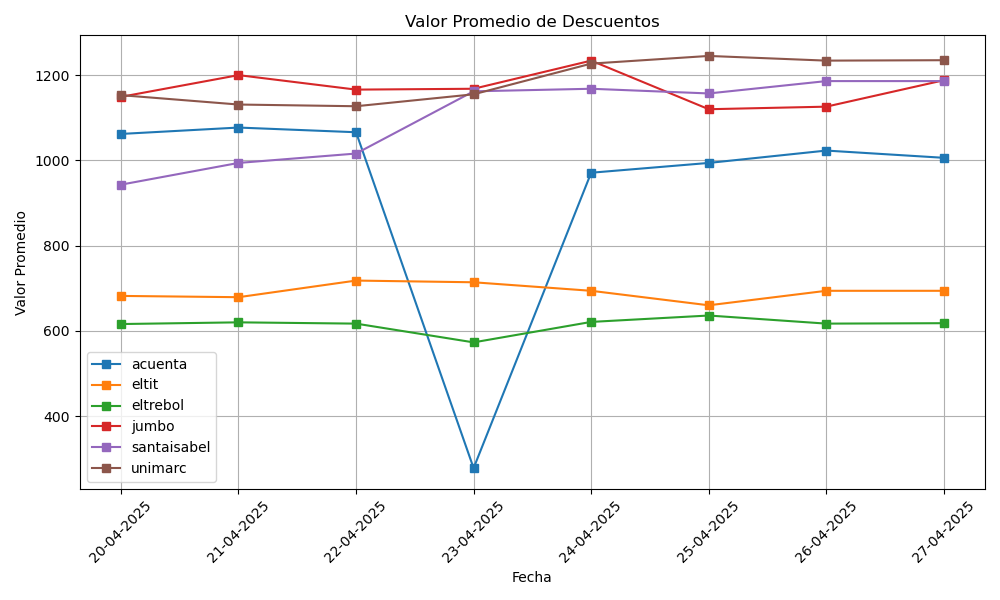 Valor Promedio de Descuentos
Valor Promedio
1200
1000
800
600
400
acuenta
eltit
eltrebol
jumbo
santaisabel
unimarc
20-04-2025
21-04-2025
22-04-2025
23-04-2025
24-04-2025
25-04-2025
26-04-2025
27-04-2025
Fecha